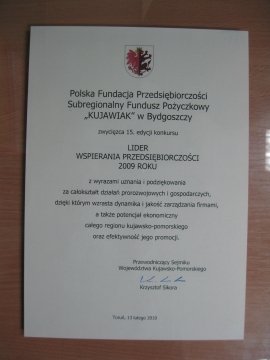 Polska Fundacja Przedsiębiorczości
Subregionalny Fundusz Pożyczkowy
„KUJAWIAK” w Bydgoszczy
zwycięzca 15. edycji konkursu
LIDER
WSPIERANIA PRZEDSIĘBIORCZOŚCI
2009 ROKU
z wyrazami uznania i podziękowania
za całokształt działań prorozwojowych i gospodarczych,
dzięki którym wzrasta dynamika i jakość zarządzania firmami,
a także potencjał ekonomiczny
całego regionu kujawsko-pomorskiego
oraz efektywność jego promocji.
Przewodniczący Sejmiku
Województwa Kujawsko-Pomorskiego
Krzysztof Sikora
Toruń, 13 lutego 2010